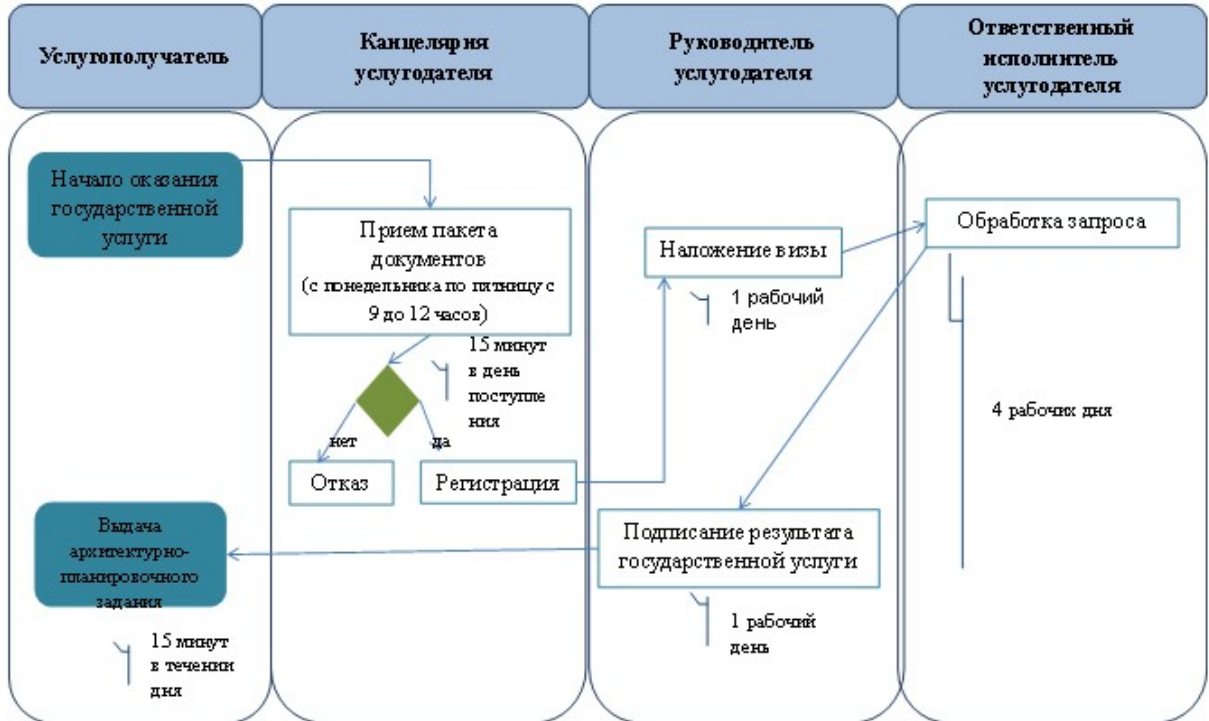 Услугополучатель
Канцелярия
услугодателя
Руководитель
услугодателя
Ответственный
исполнитель
услугодателя
Начало оказания
государственной
услуги
Прием пакета
документов
(с понедельника по пятницу с
9 до 12 часов)
15 минут
в день
поступле
ния
нет
да
Отказ
Регистрация
Наложение визы
1 рабочий
день
Обработка запроса
4 рабочих дня
Подписание результата
государственной услуги
1 рабочий
день
Выдача
архитектурно-
планировочного
задания
15 минут
в течении
дня